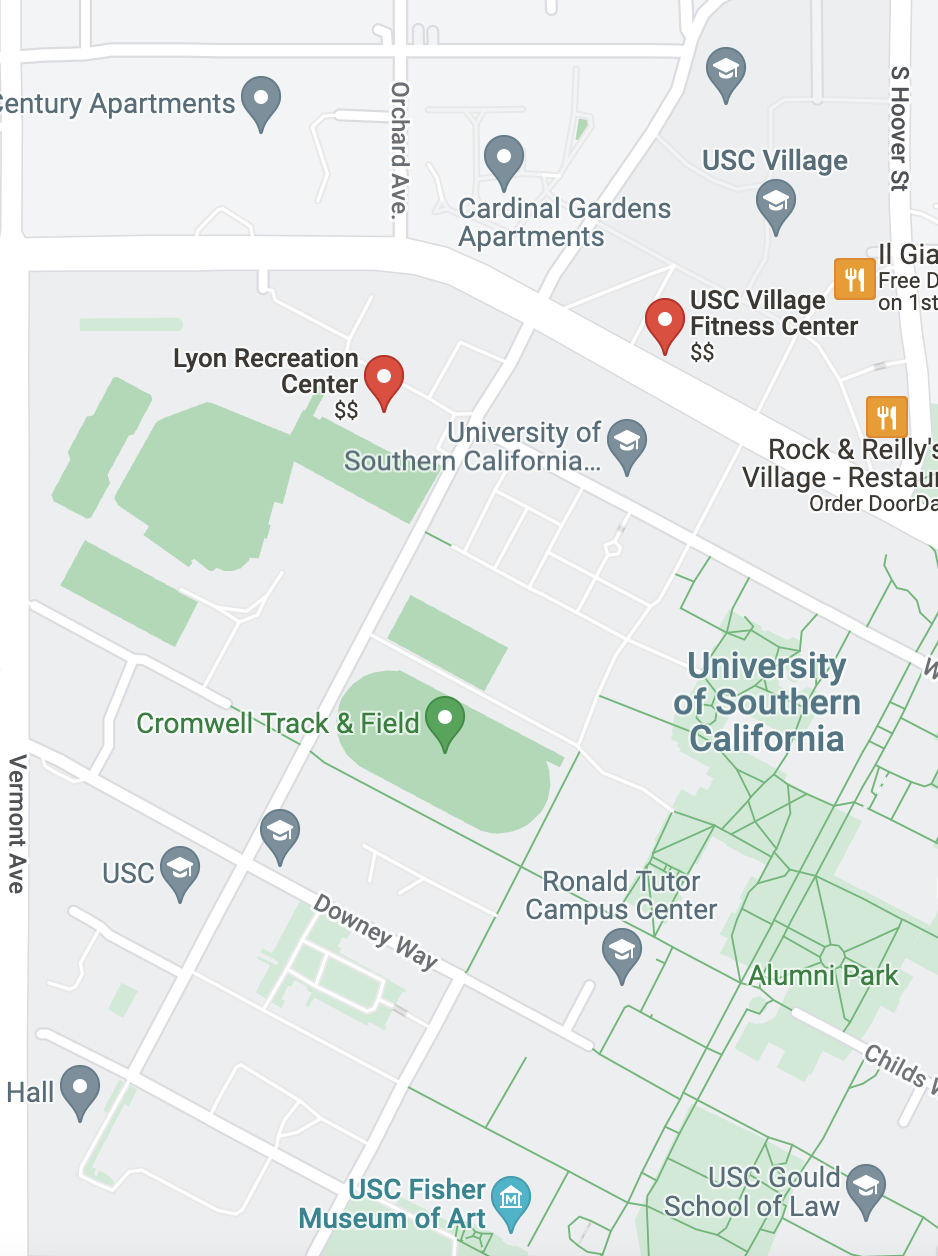 Century Apartments
Orchard Ave.
S Hoover St
USC Village
Cardinal Gardens
Apartments
Il Gia
Free D
on 1st
USC Village
Fitness Center
$$
Lyon Recreation
Center
$$
University of
Southern California...
Rock & Reilly's
Village - Restau
Order DoorDa
University
of Southern
California
W
Cromwell Track & Field
Vermont Ave
USC
Downey Way
Ronald Tutor
Campus Center
Alumni Park
Childs W
Hall
USC Fisher
Museum of Art
USC Gould
School of Law